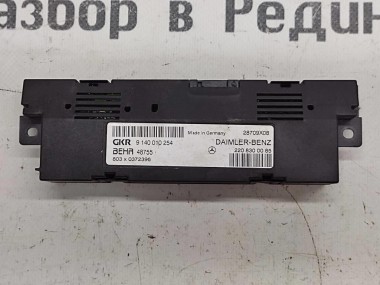 азбор в Редин
GKR 9 140 010 254
BEHR 46755
803 x 0372396
Made in Germany 28709X08
DAIMLER-BENZ
220 830 00 85